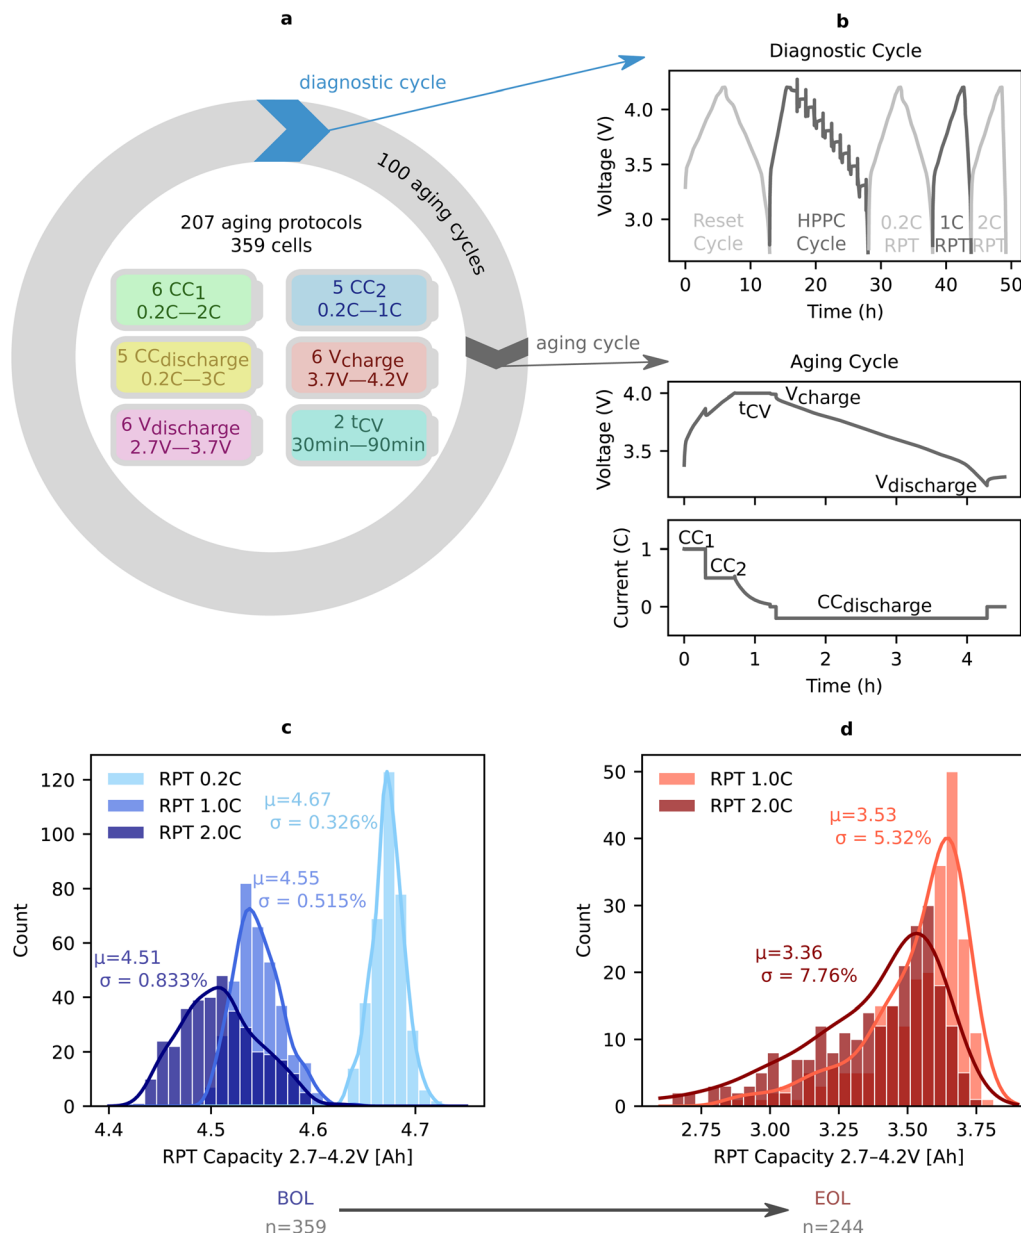 a
diagnostic cycle
100 aging cycles
207 aging protocols
359 cells
6 CC1
0.2C—2C
5 CC2
0.2C—1C
5 CCdischarge
0.2C—3C
6 Vcharge
3.7V—4.2V
6 Vdischarge
2.7V—3.7V
2 tCV
30min—90min
aging cycle
b
Diagnostic Cycle
Voltage (V)
4.0
3.5
3.0
Reset
Cycle
HPPC
Cycle
0.2C
RPT
1C
RPT
2C
RPT
0 10 20 30 40 50
Time (h)
Aging Cycle
Voltage (V)
4.0
3.5
tCV
Vcharge
Vdischarge
Current (C)
1
0
CC1
CC2
CCdischarge
0 1 2 3 4
Time (h)
c
Count
120
100
80
60
40
20
0
RPT 0.2C
RPT 1.0C
RPT 2.0C
μ=4.67
σ = 0.326%
μ=4.55
σ = 0.515%
μ=4.51
σ = 0.833%
4.4 4.5 4.6 4.7
RPT Capacity 2.7–4.2V [Ah]
d
Count
50
40
30
20
10
0
RPT 1.0C
RPT 2.0C
μ=3.53
σ = 5.32%
μ=3.36
σ = 7.76%
2.75 3.00 3.25 3.50 3.75
RPT Capacity 2.7–4.2V [Ah]
BOL
n=359
EOL
n=244